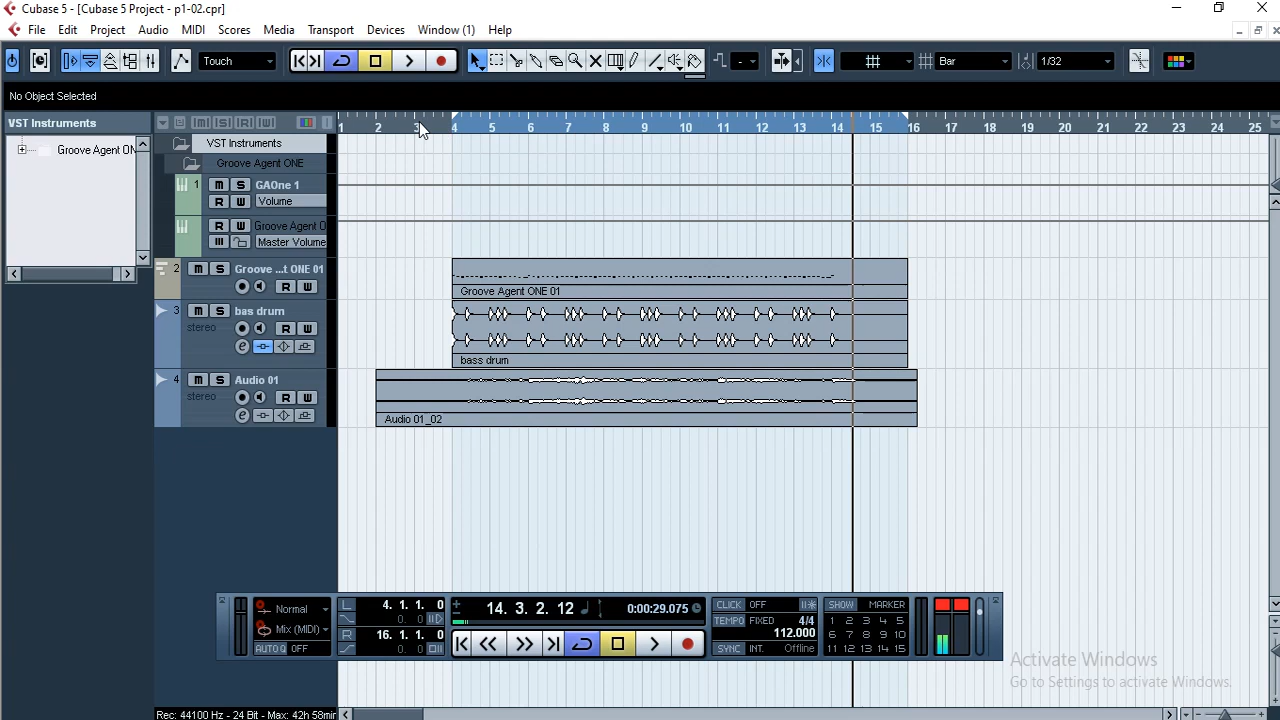 Cubase 5 - [Cubase 5 Project - p1-02.cpr]
File Edit Project Audio MIDI Scores Media Transport Devices Window (1) Help
Touch - Bar 1/32
No Object Selected
VST Instruments
Groove Agent ON
VST Instruments
Groove Agent ONE
1 m S GAOne 1
R W Volume
R W Groove Agent O
Master Volume
2 m S Groove ...t ONE 01
R W
3 m S bas drum
stereo R W
e
4 m S Audio 01
stereo R W
e
1 2 3 4 5 6 7 8 9 10 11 12 13 14 15 16 17 18 19 20 21 22 23 24 25
Groove Agent ONE 01
bass drum
Audio 01_02
Normal
Mix (MIDI)
AUTO Q OFF
L 4. 1. 1. 0
0. 0
R 16. 1. 1. 0
0. 0
14. 3. 2. 12 0:00:29.075
CLICK OFF
TEMPO FIXED 4/4
112.000
SYNC INT. Offline
SHOW MARKER
1 2 3 4 5
6 7 8 9 10
11 12 13 14 15
Activate Windows
Go to Settings to activate Windows.
Rec: 44100 Hz - 24 Bit - Max: 42h 58min